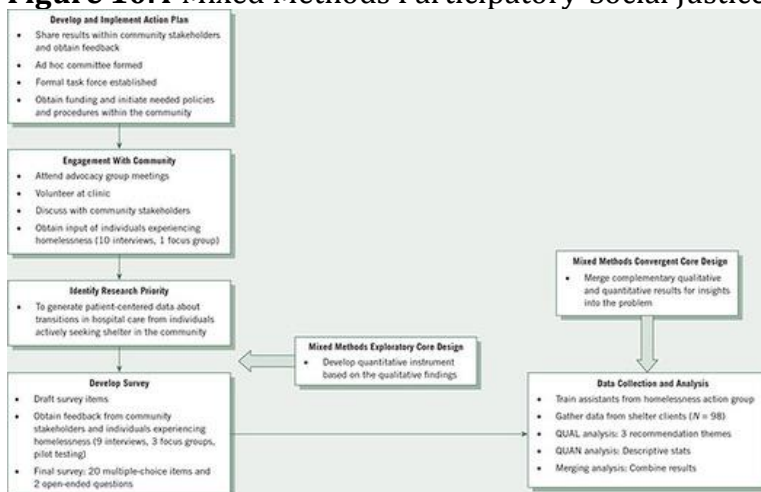 Figure 10.4 Mixed Methods Participatory–Social Justice
Develop and Implement Action Plan
• Share results within community stakeholders
and obtain feedback
• Ad hoc committee formed
• Formal task force established
• Obtain funding and initiate needed policies
and procedures within the community
Engagement With Community
• Attend advocacy group meetings
• Volunteer at clinic
• Discuss with community stakeholders
• Obtain input of individuals experiencing
homelessness (10 interviews, 1 focus group)
Identify Research Priority
• To generate patient-centered data about
transitions in hospital care from individuals
actively seeking shelter in the community
Mixed Methods Exploratory Core Design
• Develop quantitative instrument
based on the qualitative findings
Develop Survey
• Draft survey items
• Obtain feedback from community
stakeholders and individuals experiencing
homelessness (9 interviews, 3 focus groups,
pilot testing)
• Final survey: 20 multiple-choice items and
2 open-ended questions
Mixed Methods Convergent Core Design
• Merge complementary qualitative
and quantitative results for insights
into the problem
Data Collection and Analysis
• Train assistants from homelessness action group
• Gather data from shelter clients (N = 98)
• QUAL analysis: 3 recommendation themes
• QUAN analysis: Descriptive stats
• Merging analysis: Combine results